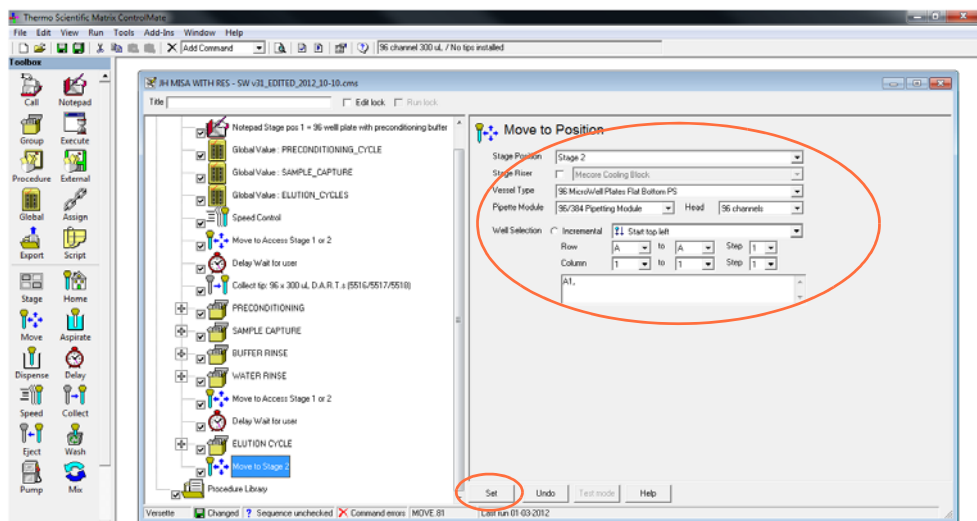 Thermo Scientific Matrix ControlMate
File Edit View Run Tools Add-Ins Window Help
Add Command
96 channel 300 uL / No tips installed
Toolbox
Call Notepad
Group Execute
Procedure External
Global Assign
Export Script
Stage Home
Move Aspirate
Dispense Delay
Speed Collect
Eject Wash
Pump Mix
JH MISA WITH RES - SW v31_EDITED_2012_10-10.cms
Title Edit lock Run lock
Notepad Stage pos 1 = 96 well plate with preconditioning buffer
Global Value : PRECONDITIONING_CYCLE
Global Value : SAMPLE_CAPTURE
Global Value : ELUTION_CYCLES
Speed Control
Move to Access Stage 1 or 2
Delay Wait for user
Collect tip: 96 x 300 uL, D.A.R.T.s (5516/5517/5518)
PRECONDITIONING
SAMPLE CAPTURE
BUFFER RINSE
WATER RINSE
Move to Access Stage 1 or 2
Delay Wait for user
ELUTION CYCLE
Move to Stage 2
Procedure Library
Move to Position
Stage Position Stage 2
Stage Riser Mecore Cooling Block
Vessel Type 96 MicroWell Plates Flat Bottom PS
Pipette Module 96/384 Pipetting Module Head 96 channels
Well Selection Incremental Start top left
Row A to A Step 1
Column 1 to 1 Step 1
A1,
Set Undo Test mode Help
Versette Changed Sequence unchecked Command errors MOVE.81 Last run 01-03-2012